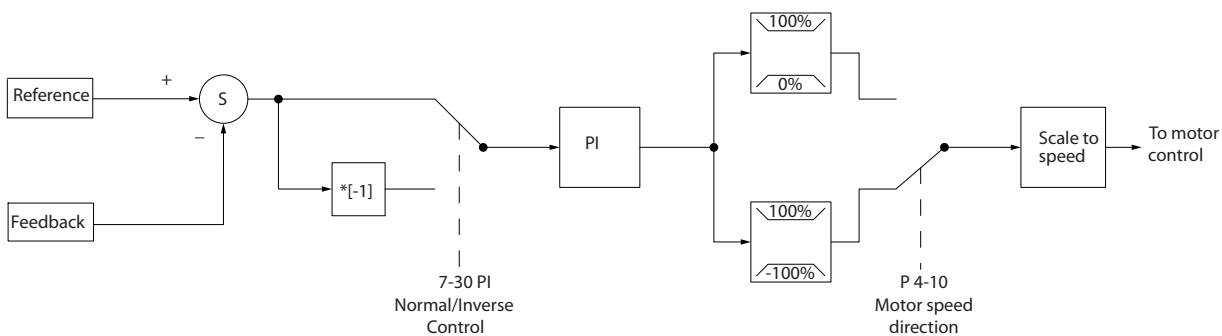 Reference
+
S
−
Feedback
*[-1]
7-30 PI
Normal/Inverse
Control
PI
100%
0%
100%
-100%
P 4-10
Motor speed
direction
Scale to
speed
To motor
control